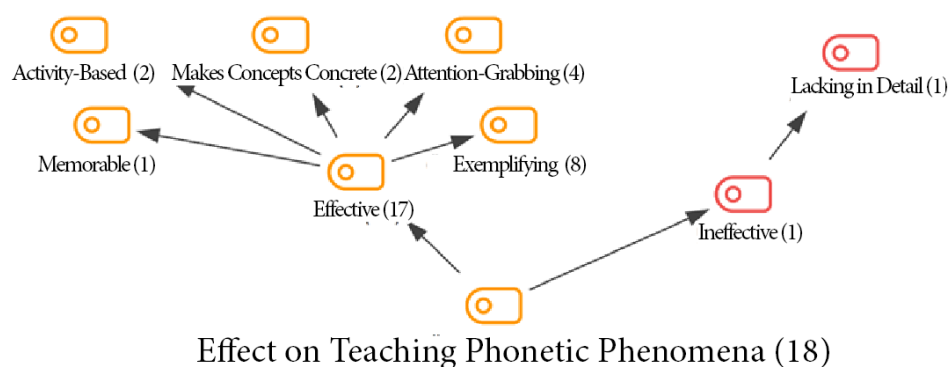 Activity-Based (2) Makes Concepts Concrete (2) Attention-Grabbing (4)
Lacking in Detail (1)
Memorable (1)
Exemplifying (8)
Effective (17)
Ineffective (1)
Effect on Teaching Phonetic Phenomena (18)